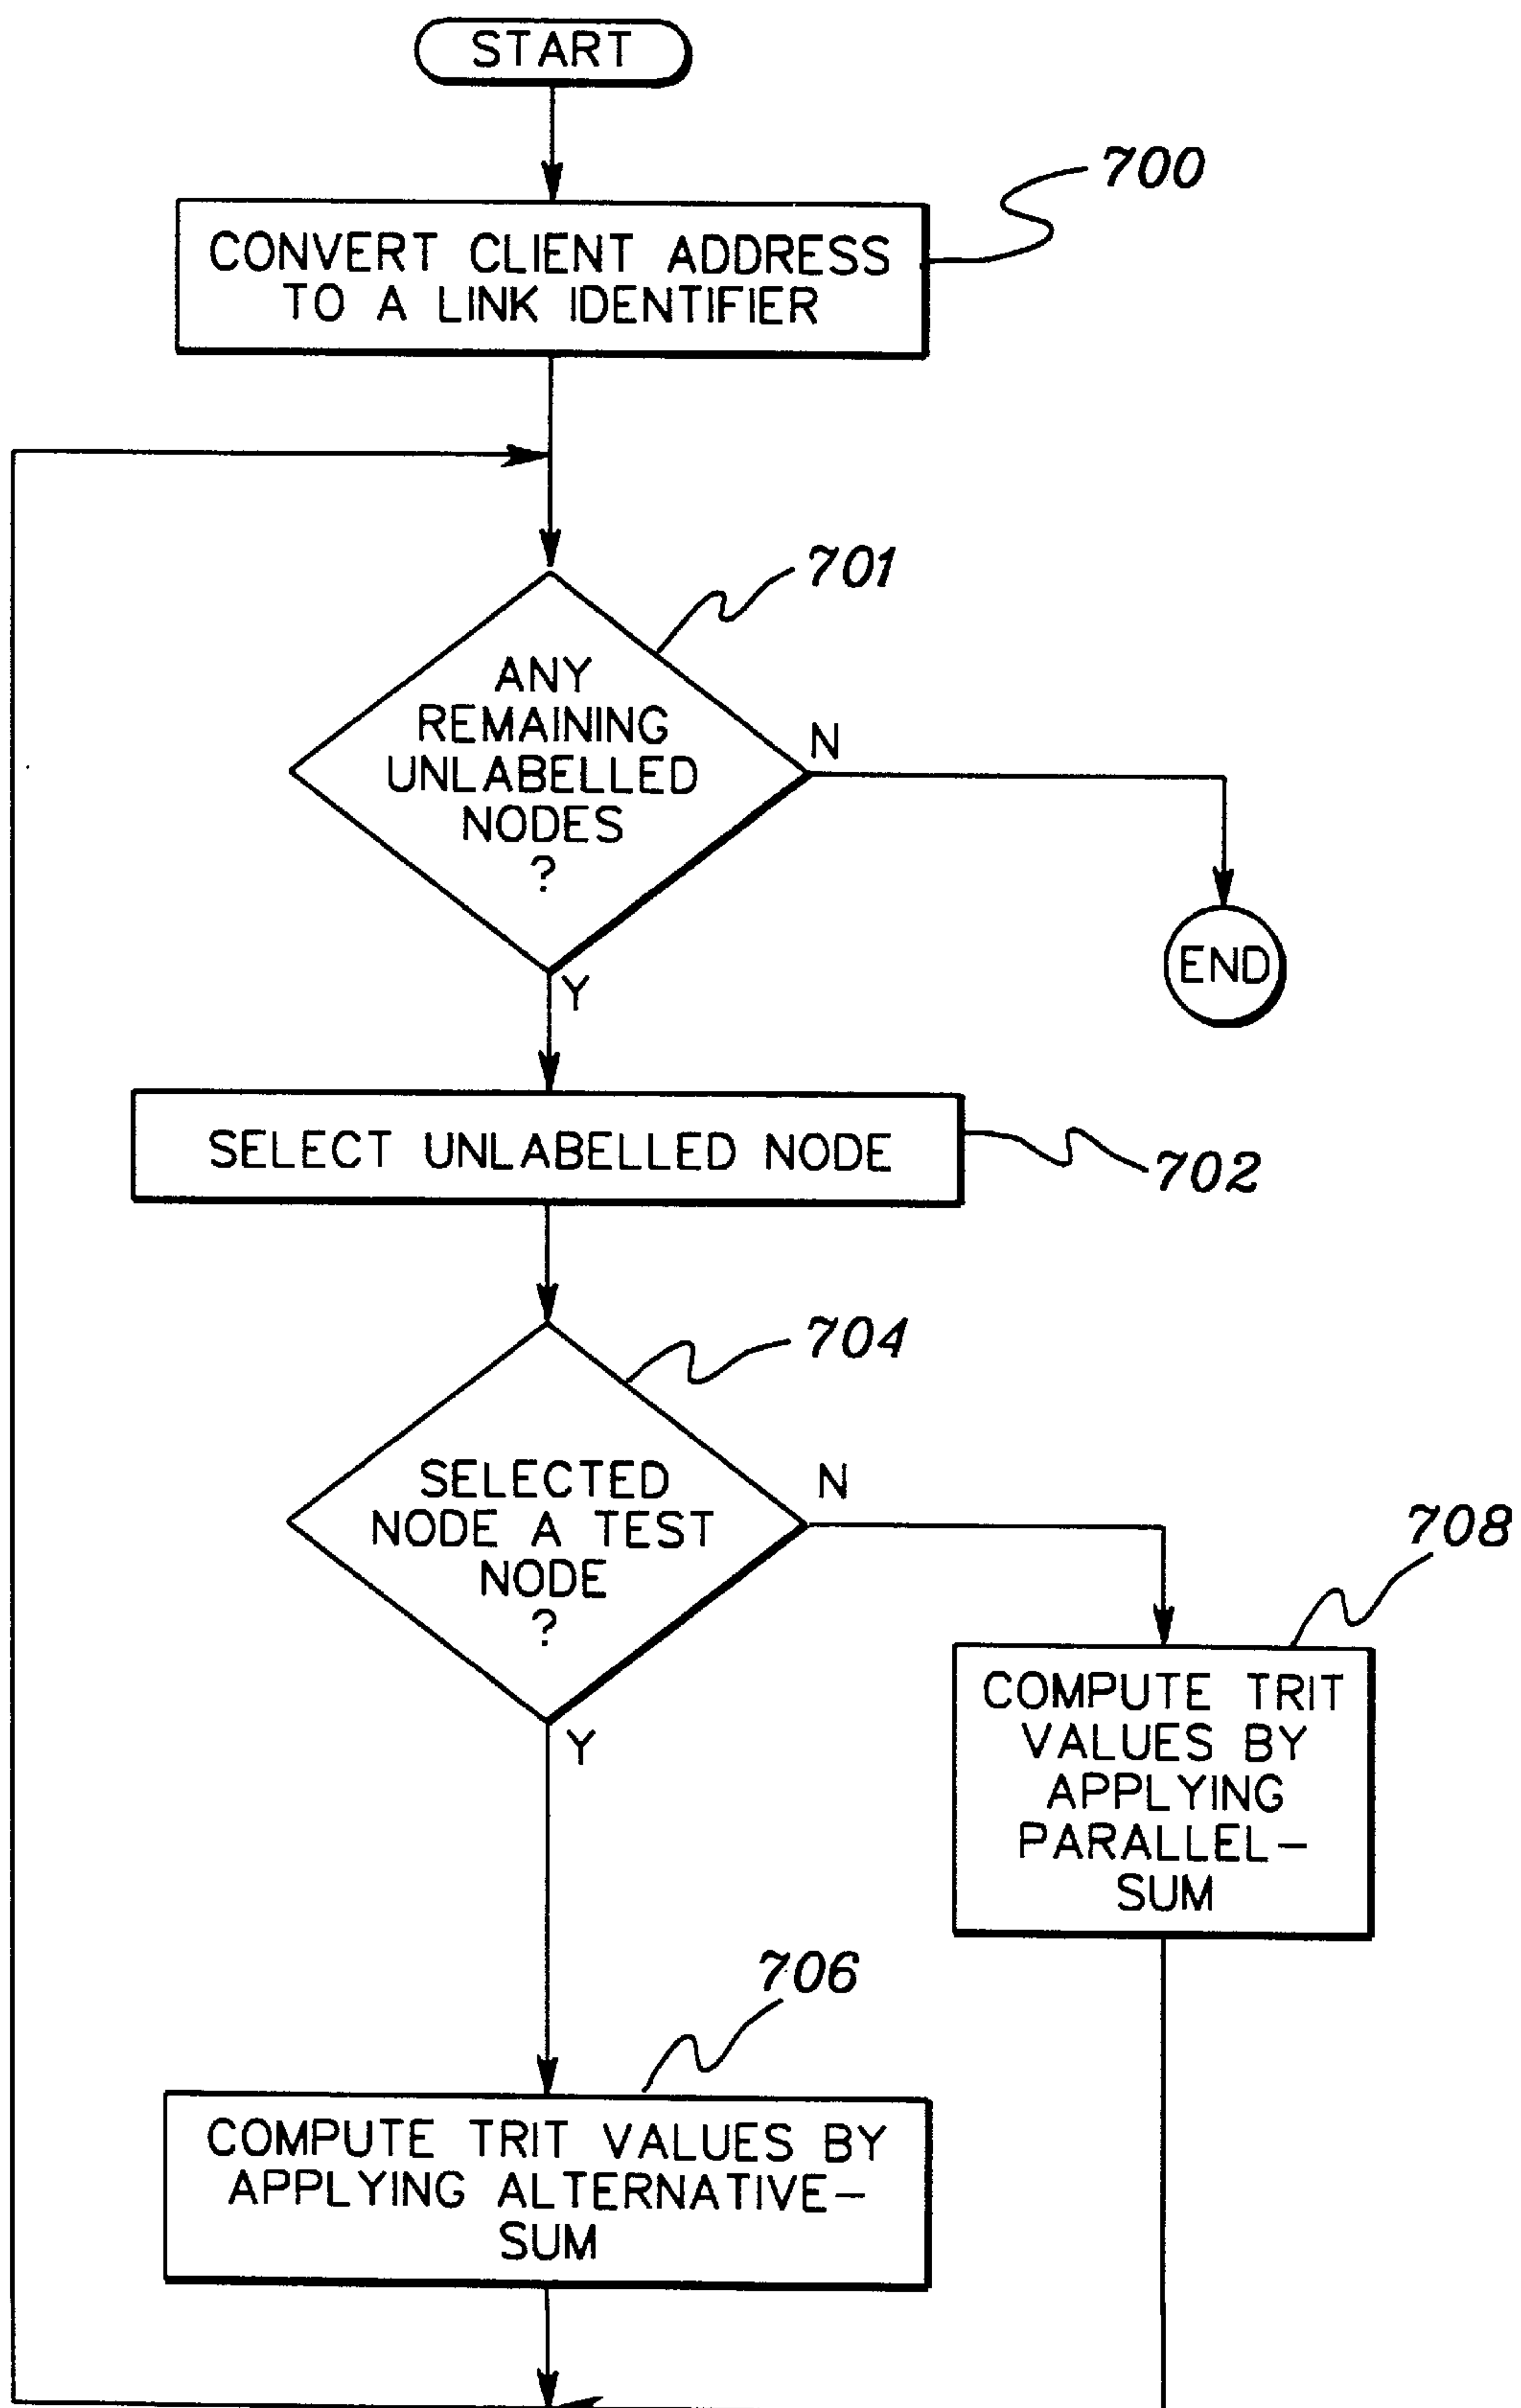 START
700
CONVERT CLIENT ADDRESS
TO A LINK IDENTIFIER
701
ANY
REMAINING
UNLABELLED
NODES
?
N
END
Y
SELECT UNLABELLED NODE
702
704
SELECTED
NODE A TEST
NODE
?
N
708
Y
COMPUTE TRIT
VALUES BY
APPLYING
PARALLEL-
SUM
706
COMPUTE TRIT VALUES BY
APPLYING ALTERNATIVE-
SUM